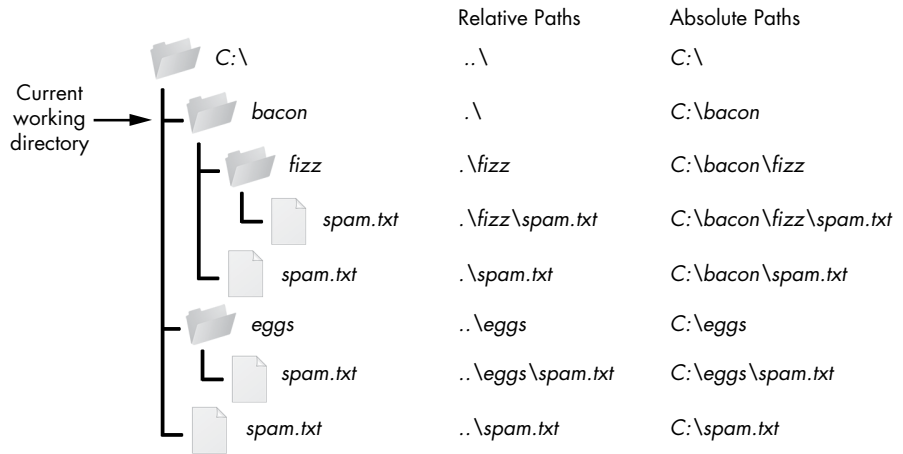 Relative Paths Absolute Paths
C:\ ..\ C:\
Current
working
directory
bacon .\ C:\bacon
fizz .\fizz C:\bacon\fizz
spam.txt .\fizz\spam.txt C:\bacon\fizz\spam.txt
spam.txt .\spam.txt C:\bacon\spam.txt
eggs ..\eggs C:\eggs
spam.txt ..\eggs\spam.txt C:\eggs\spam.txt
spam.txt ..\spam.txt C:\spam.txt